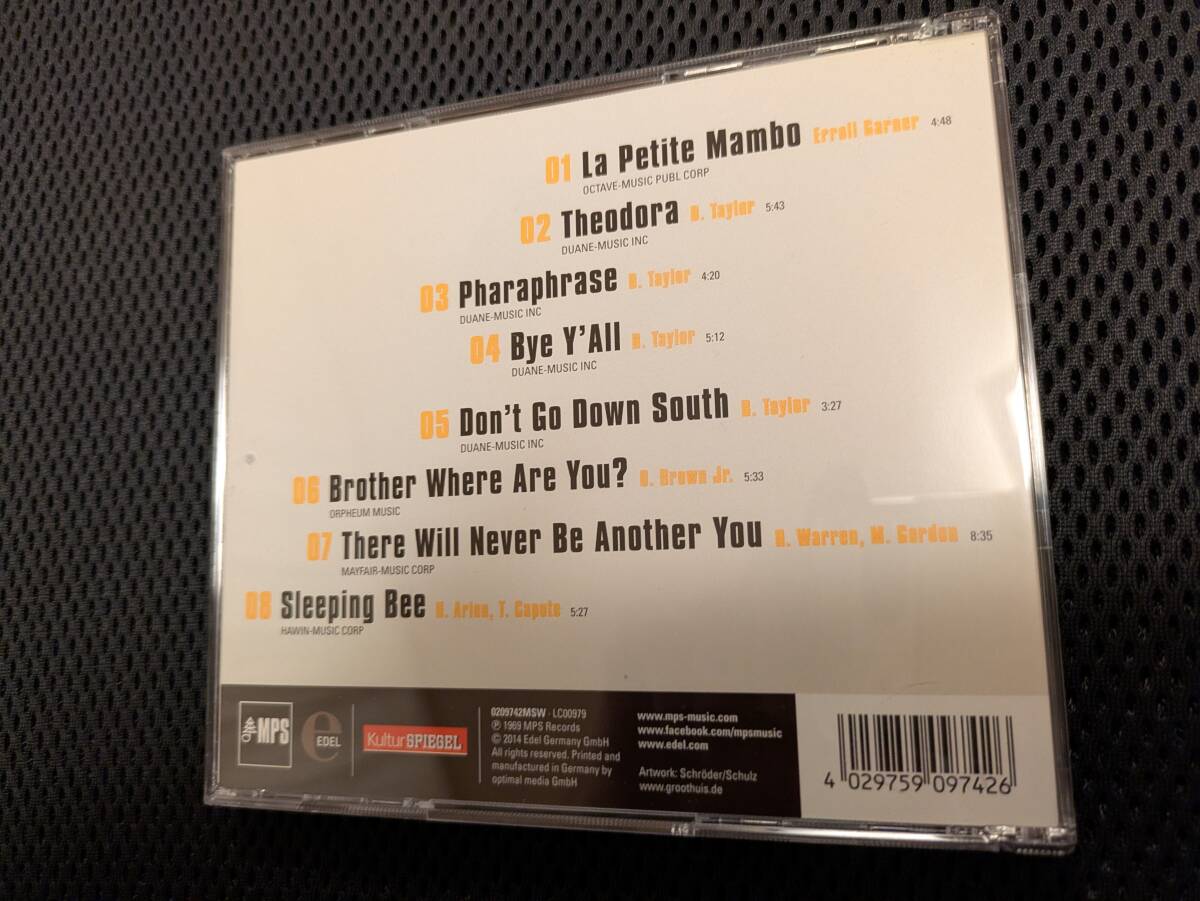 01 La Petite Mambo Erroll Garner 4:48
OCTAVE-MUSIC PUBL CORP
02 Theodora B. Taylor 5:43
DUANE-MUSIC INC
03 Pharaphrase B. Taylor 4:20
DUANE-MUSIC INC
04 Bye Y'All B. Taylor 5:12
DUANE-MUSIC INC
05 Don't Go Down South B. Taylor 3:27
DUANE-MUSIC INC
06 Brother Where Are You? O. Brown Jr. 5:33
ORPHEUM MUSIC
07 There Will Never Be Another You H. Warren, M. Gordon 8:35
MAYFAIR-MUSIC CORP
08 Sleeping Bee H. Arlen, T. Capote 5:27
HAWIN-MUSIC CORP
MPS
e EDEL
KulturSPIEGEL
0209742MSW · LC00979
℗ 1969 MPS Records
© 2014 Edel Germany GmbH
All rights reserved. Printed and
manufactured in Germany by
optimal media GmbH
www.mps-music.com
www.facebook.com/mpsmusic
www.edel.com
Artwork: Schröder/Schulz
www.groothuis.de
4 029759 097426